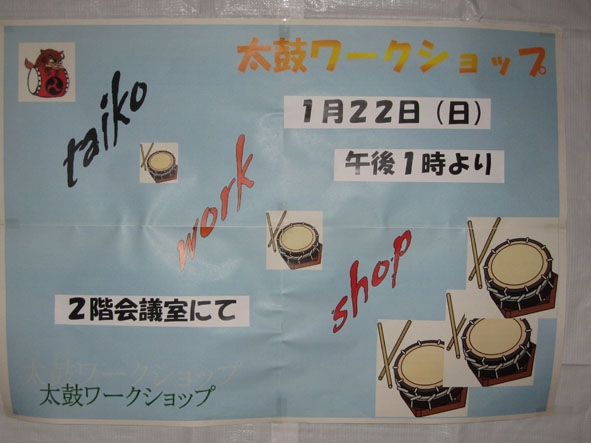 太鼓ワークショップ
1月22日(日)
午後1時より
taiko
work
shop
2階会議室にて
太鼓ワークショップ
太鼓ワークショップ